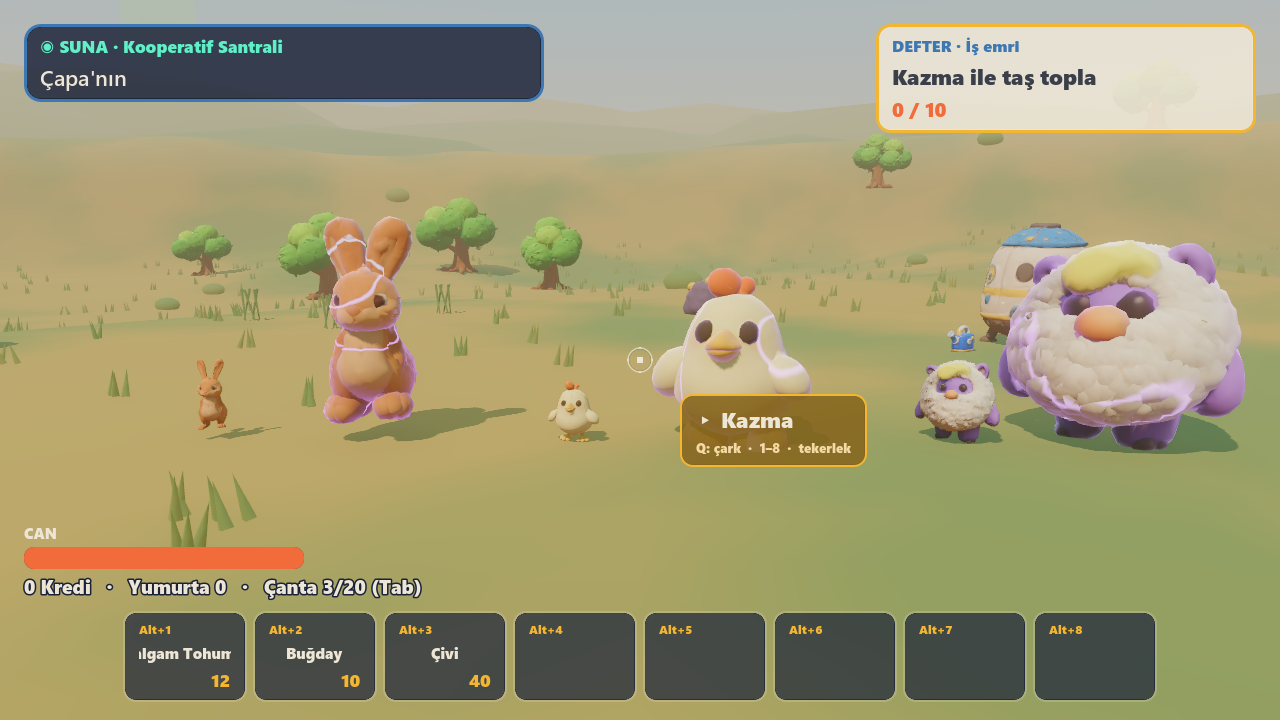 ◉ SUNA · Kooperatif Santrali
Çapa'nın
DEFTER · İş emri
Kazma ile taş topla
0 / 10
▸ Kazma
Q: çark · 1–8 · tekerlek
CAN
0 Kredi · Yumurta 0 · Çanta 3/20 (Tab)
Alt+1 Alt+2 Alt+3 Alt+4 Alt+5 Alt+6 Alt+7 Alt+8
algam Tohum Buğday Çivi
12 10 40